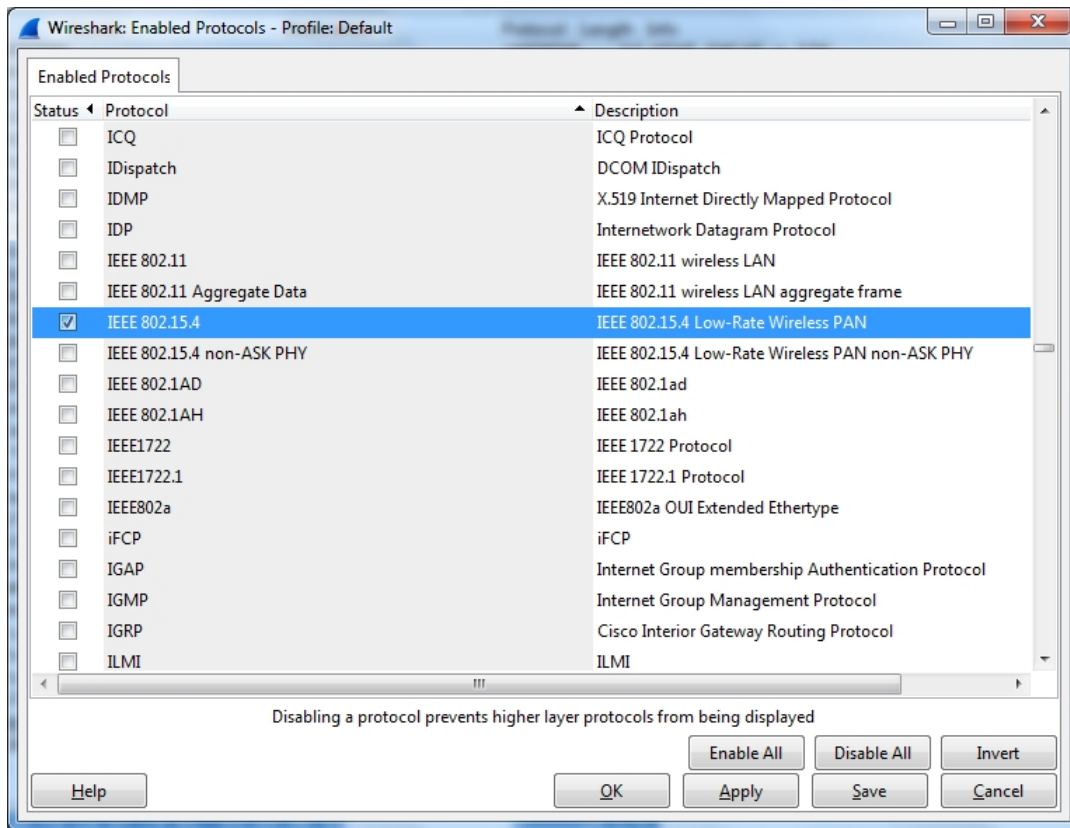 Wireshark: Enabled Protocols - Profile: Default
Enabled Protocols
Status Protocol Description
ICQ ICQ Protocol
IDispatch DCOM IDispatch
IDMP X.519 Internet Directly Mapped Protocol
IDP Internetwork Datagram Protocol
IEEE 802.11 IEEE 802.11 wireless LAN
IEEE 802.11 Aggregate Data IEEE 802.11 wireless LAN aggregate frame
IEEE 802.15.4 IEEE 802.15.4 Low-Rate Wireless PAN
IEEE 802.15.4 non-ASK PHY IEEE 802.15.4 Low-Rate Wireless PAN non-ASK PHY
IEEE 802.1AD IEEE 802.1ad
IEEE 802.1AH IEEE 802.1ah
IEEE1722 IEEE 1722 Protocol
IEEE1722.1 IEEE 1722.1 Protocol
IEEE802a IEEE802a OUI Extended Ethertype
iFCP iFCP
IGAP Internet Group membership Authentication Protocol
IGMP Internet Group Management Protocol
IGRP Cisco Interior Gateway Routing Protocol
ILMI ILMI
Disabling a protocol prevents higher layer protocols from being displayed
Enable All Disable All Invert
Help OK Apply Save Cancel